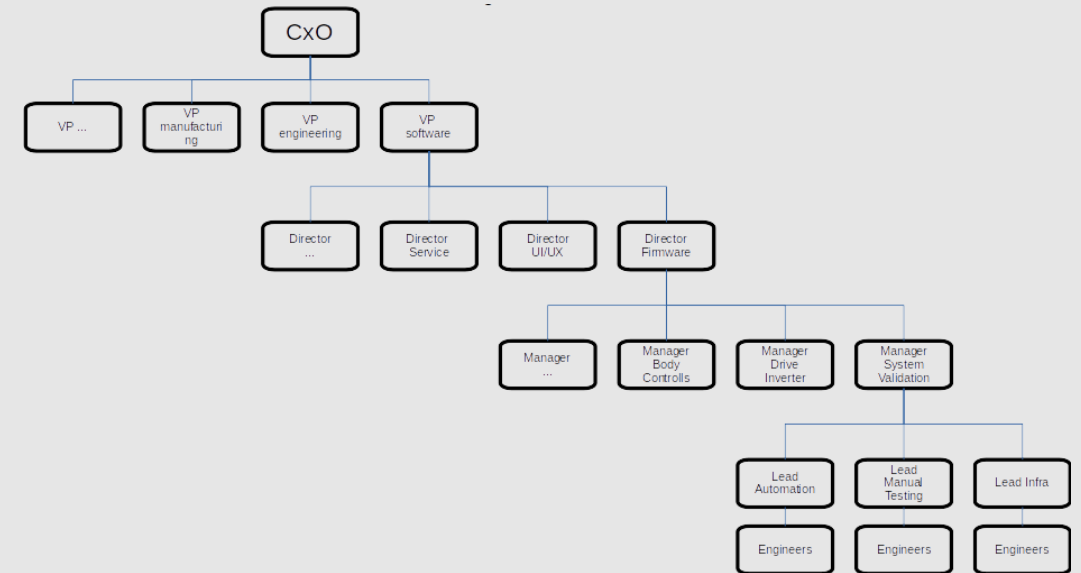 CxO
VP ...
VP
manufacturi
ng
VP
engineering
VP
software
Director
...
Director
Service
Director
UI/UX
Director
Firmware
Manager
...
Manager
Body
Controlls
Manager
Drive
Inverter
Manager
System
Validation
Lead
Automation
Lead
Manual
Testing
Lead Infra
Engineers
Engineers
Engineers